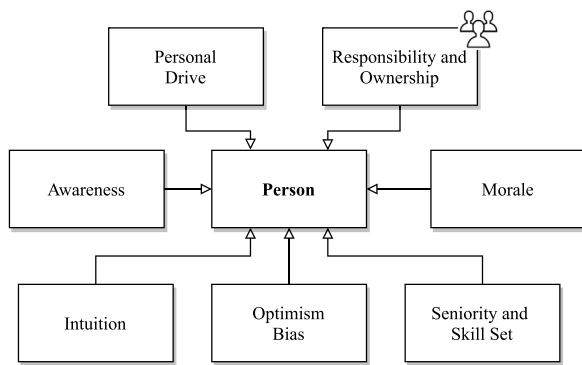 Personal
Drive
Responsibility and
Ownership
Awareness
Person
Morale
Intuition
Optimism
Bias
Seniority and
Skill Set